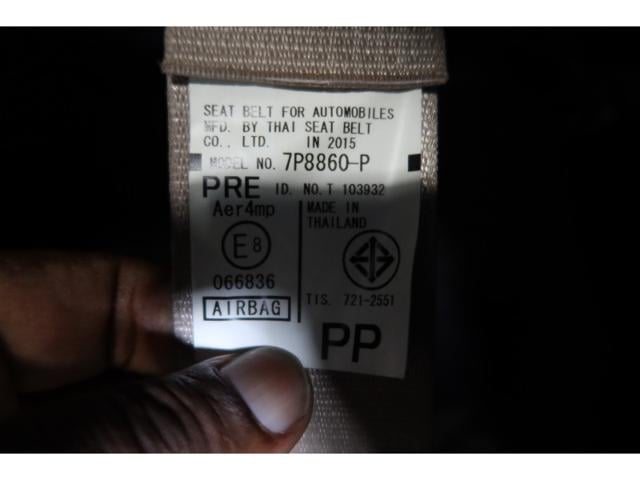 SEAT BELT FOR AUTOMOBILES
MFD. BY THAI SEAT BELT
CO., LTD. IN 2015
MODEL NO. 7P8860-P
PRE ID. NO. T 103932
Aer4mp
E8
066836
AIRBAG
MADE IN
THAILAND
TIS. 721-2551
PP